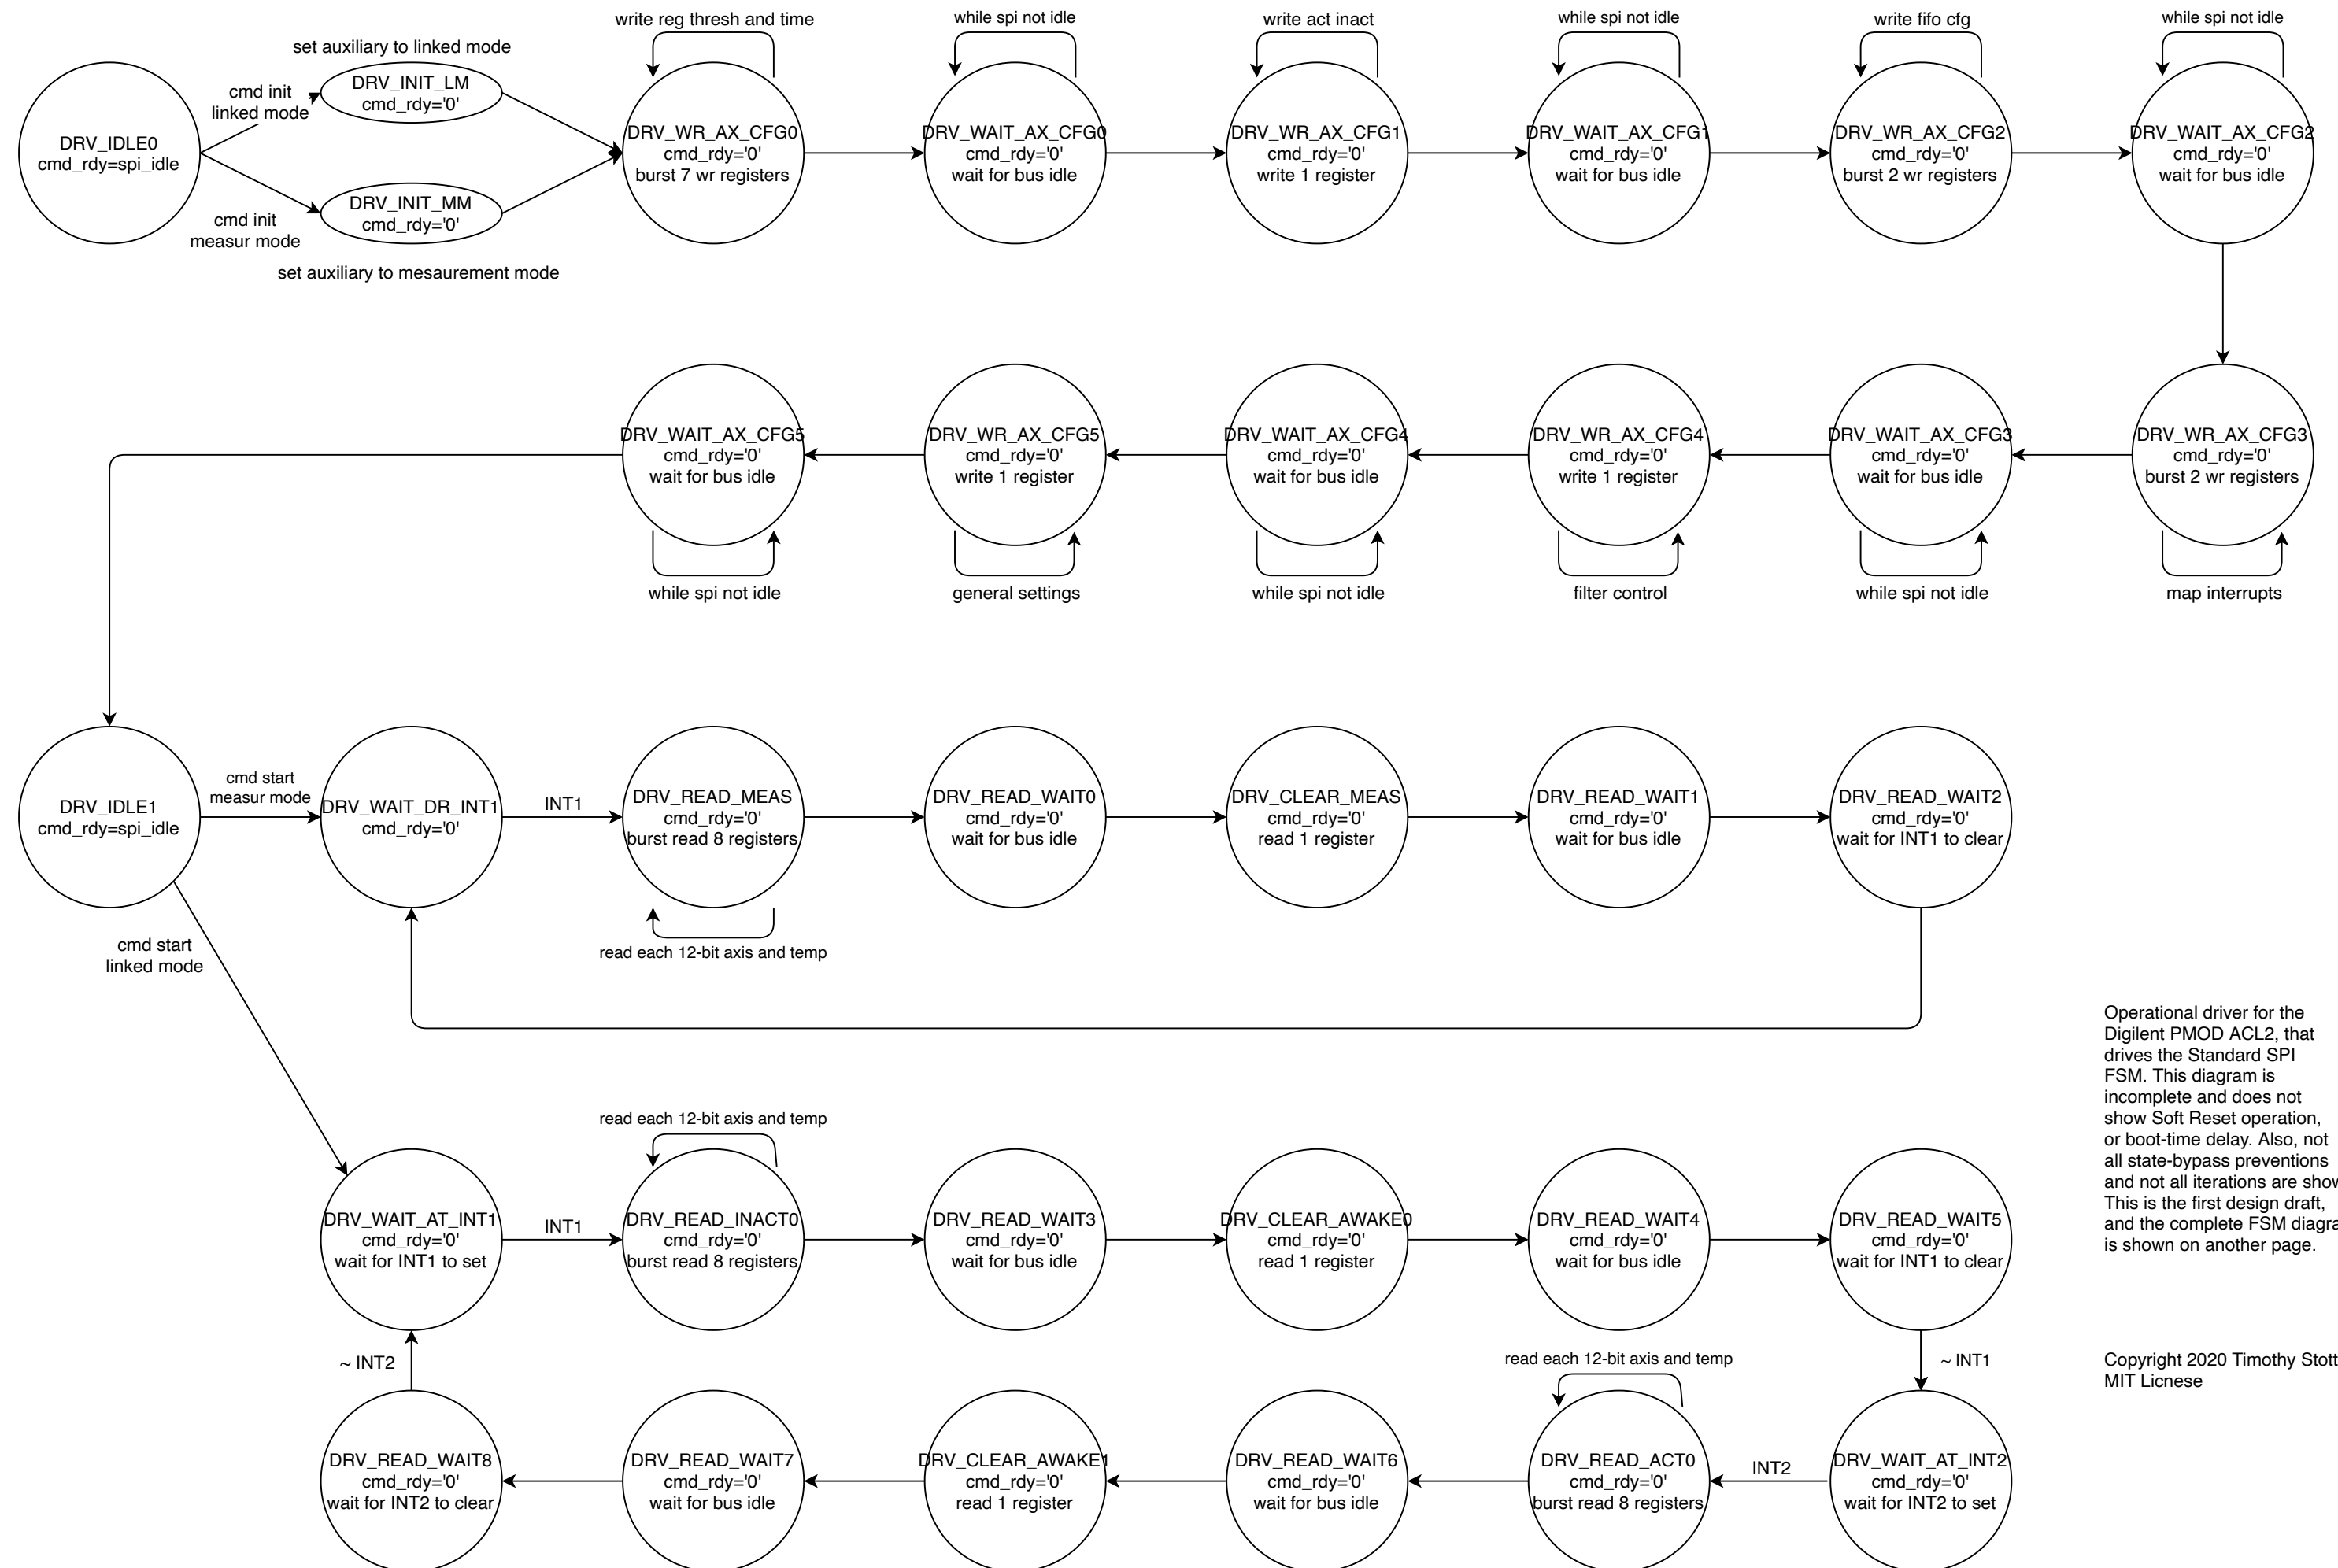 write reg thresh and time
while spi not idle
write act inact
while spi not idle
write fifo cfg
while spi not idle
set auxiliary to linked mode
cmd init
linked mode
DRV_INIT_LM
cmd_rdy='0'
DRV_IDLE0
cmd_rdy=spi_idle
cmd init
measur mode
DRV_INIT_MM
cmd_rdy='0'
set auxiliary to mesaurement mode
DRV_WR_AX_CFG0
cmd_rdy='0'
burst 7 wr registers
DRV_WAIT_AX_CFG0
cmd_rdy='0'
wait for bus idle
DRV_WR_AX_CFG1
cmd_rdy='0'
write 1 register
DRV_WAIT_AX_CFG1
cmd_rdy='0'
wait for bus idle
DRV_WR_AX_CFG2
cmd_rdy='0'
burst 2 wr registers
DRV_WAIT_AX_CFG2
cmd_rdy='0'
wait for bus idle
DRV_WAIT_AX_CFG5
cmd_rdy='0'
wait for bus idle
DRV_WR_AX_CFG5
cmd_rdy='0'
write 1 register
DRV_WAIT_AX_CFG4
cmd_rdy='0'
wait for bus idle
DRV_WR_AX_CFG4
cmd_rdy='0'
write 1 register
DRV_WAIT_AX_CFG3
cmd_rdy='0'
wait for bus idle
DRV_WR_AX_CFG3
cmd_rdy='0'
burst 2 wr registers
while spi not idle
general settings
while spi not idle
filter control
while spi not idle
map interrupts
DRV_IDLE1
cmd_rdy=spi_idle
cmd start
measur mode
DRV_WAIT_DR_INT1
cmd_rdy='0'
INT1
DRV_READ_MEAS
cmd_rdy='0'
burst read 8 registers
DRV_READ_WAIT0
cmd_rdy='0'
wait for bus idle
DRV_CLEAR_MEAS
cmd_rdy='0'
read 1 register
DRV_READ_WAIT1
cmd_rdy='0'
wait for bus idle
DRV_READ_WAIT2
cmd_rdy='0'
wait for INT1 to clear
cmd start
linked mode
read each 12-bit axis and temp
Operational driver for the
Digilent PMOD ACL2, that
drives the Standard SPI
FSM. This diagram is
incomplete and does not
show Soft Reset operation,
or boot-time delay. Also, not
all state-bypass preventions
and not all iterations are
This is the first design draft,
and the complete FSM
is shown on another page.
read each 12-bit axis and temp
DRV_WAIT_AT_INT1
cmd_rdy='0'
wait for INT1 to set
INT1
DRV_READ_INACT0
cmd_rdy='0'
burst read 8 registers
DRV_READ_WAIT3
cmd_rdy='0'
wait for bus idle
DRV_CLEAR_AWAKE0
cmd_rdy='0'
read 1 register
DRV_READ_WAIT4
cmd_rdy='0'
wait for bus idle
DRV_READ_WAIT5
cmd_rdy='0'
wait for INT1 to clear
~ INT2
read each 12-bit axis and temp
~ INT1
Copyright 2020 Timothy
MIT Licnese
DRV_READ_WAIT8
cmd_rdy='0'
wait for INT2 to clear
DRV_READ_WAIT7
cmd_rdy='0'
wait for bus idle
DRV_CLEAR_AWAKE1
cmd_rdy='0'
read 1 register
DRV_READ_WAIT6
cmd_rdy='0'
wait for bus idle
DRV_READ_ACT0
cmd_rdy='0'
burst read 8 registers
INT2
DRV_WAIT_AT_INT2
cmd_rdy='0'
wait for INT2 to set